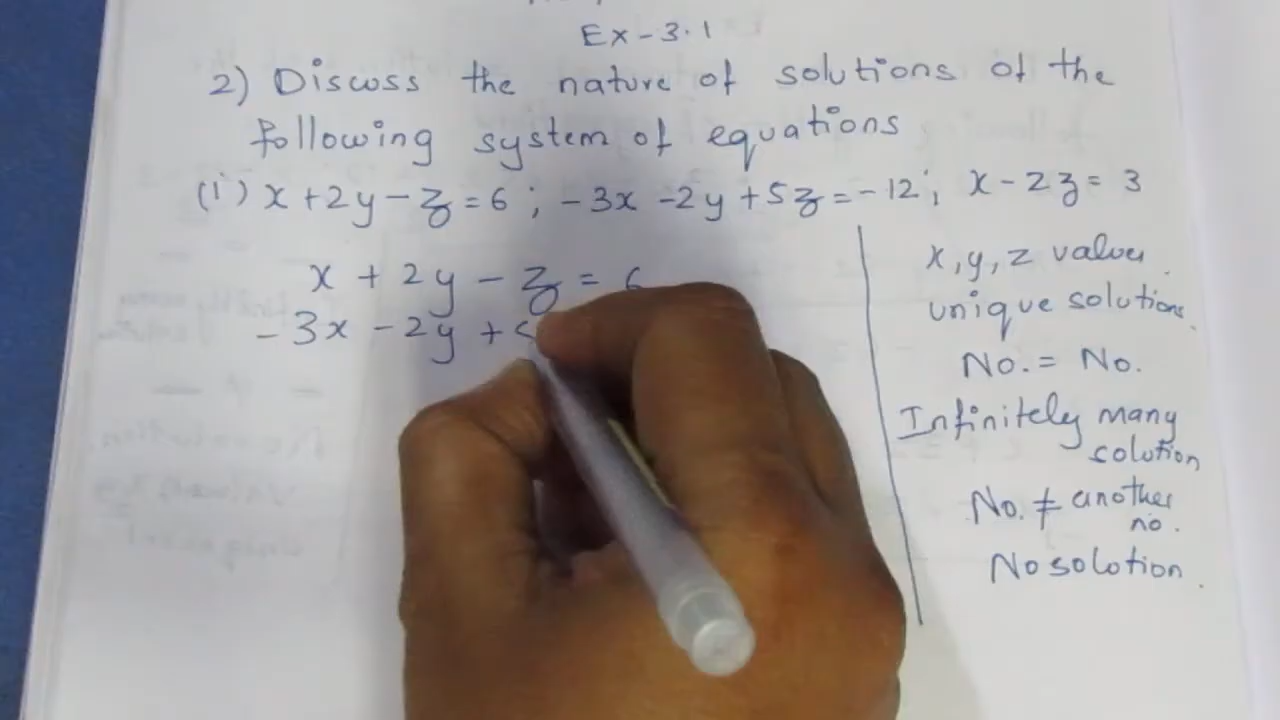 Ex-3.1
2) Discuss the nature of solutions of the
following system of equations
(i) x+2y-z=6; -3x-2y+5z=-12; x-2z=3
x + 2y - z = 6
-3x - 2y + 5
x, y, z values.
unique solutions.
No. = No.
Infinitely many
solution
No. ≠ another
no.
No solution.